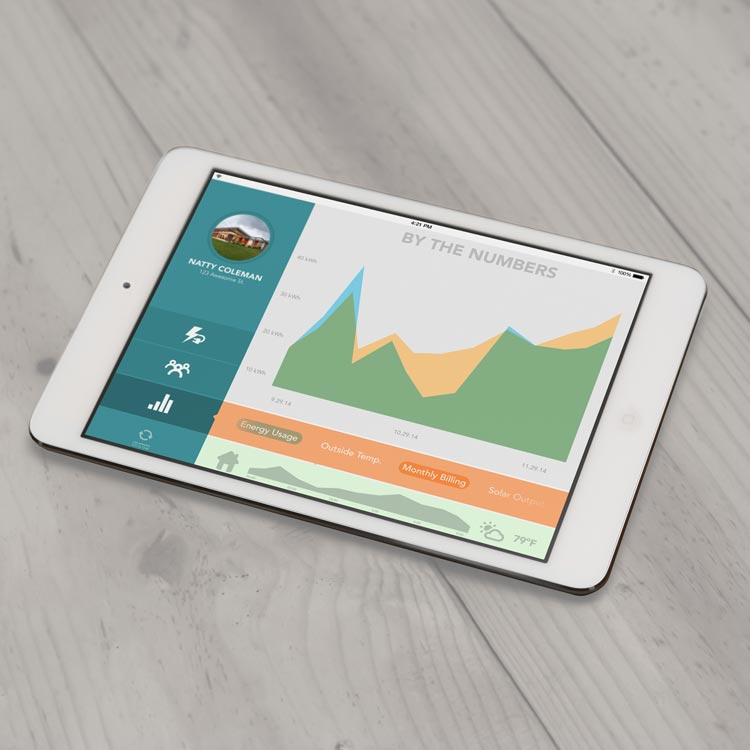 4:21 PM
100%
NATTY COLEMAN
123 Awesome St.
BY THE NUMBERS
40 kWh
30 kWh
20 kWh
10 kWh
9.29.14
10.29.14
11.29.14
Energy Usage
Outside Temp.
Monthly Billing
Solar Output
79°F